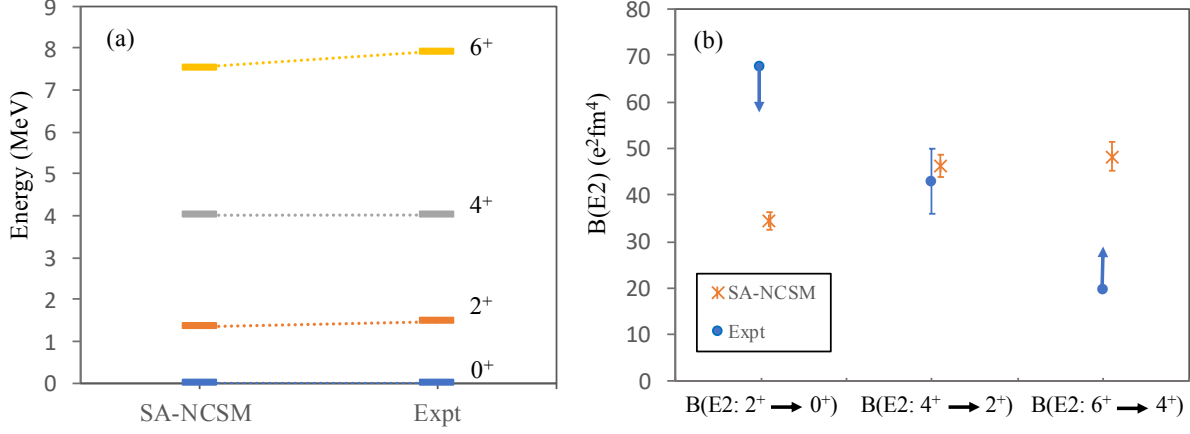 (a)
Energy (MeV)
9
8
7
6
5
4
3
2
1
0
6⁺
4⁺
2⁺
0⁺
SA-NCSM
Expt
(b)
B(E2) (e²fm⁴)
80
70
60
50
40
30
20
10
0
SA-NCSM
Expt
B(E2: 2⁺ → 0⁺)
B(E2: 4⁺ → 2⁺)
B(E2: 6⁺ → 4⁺)